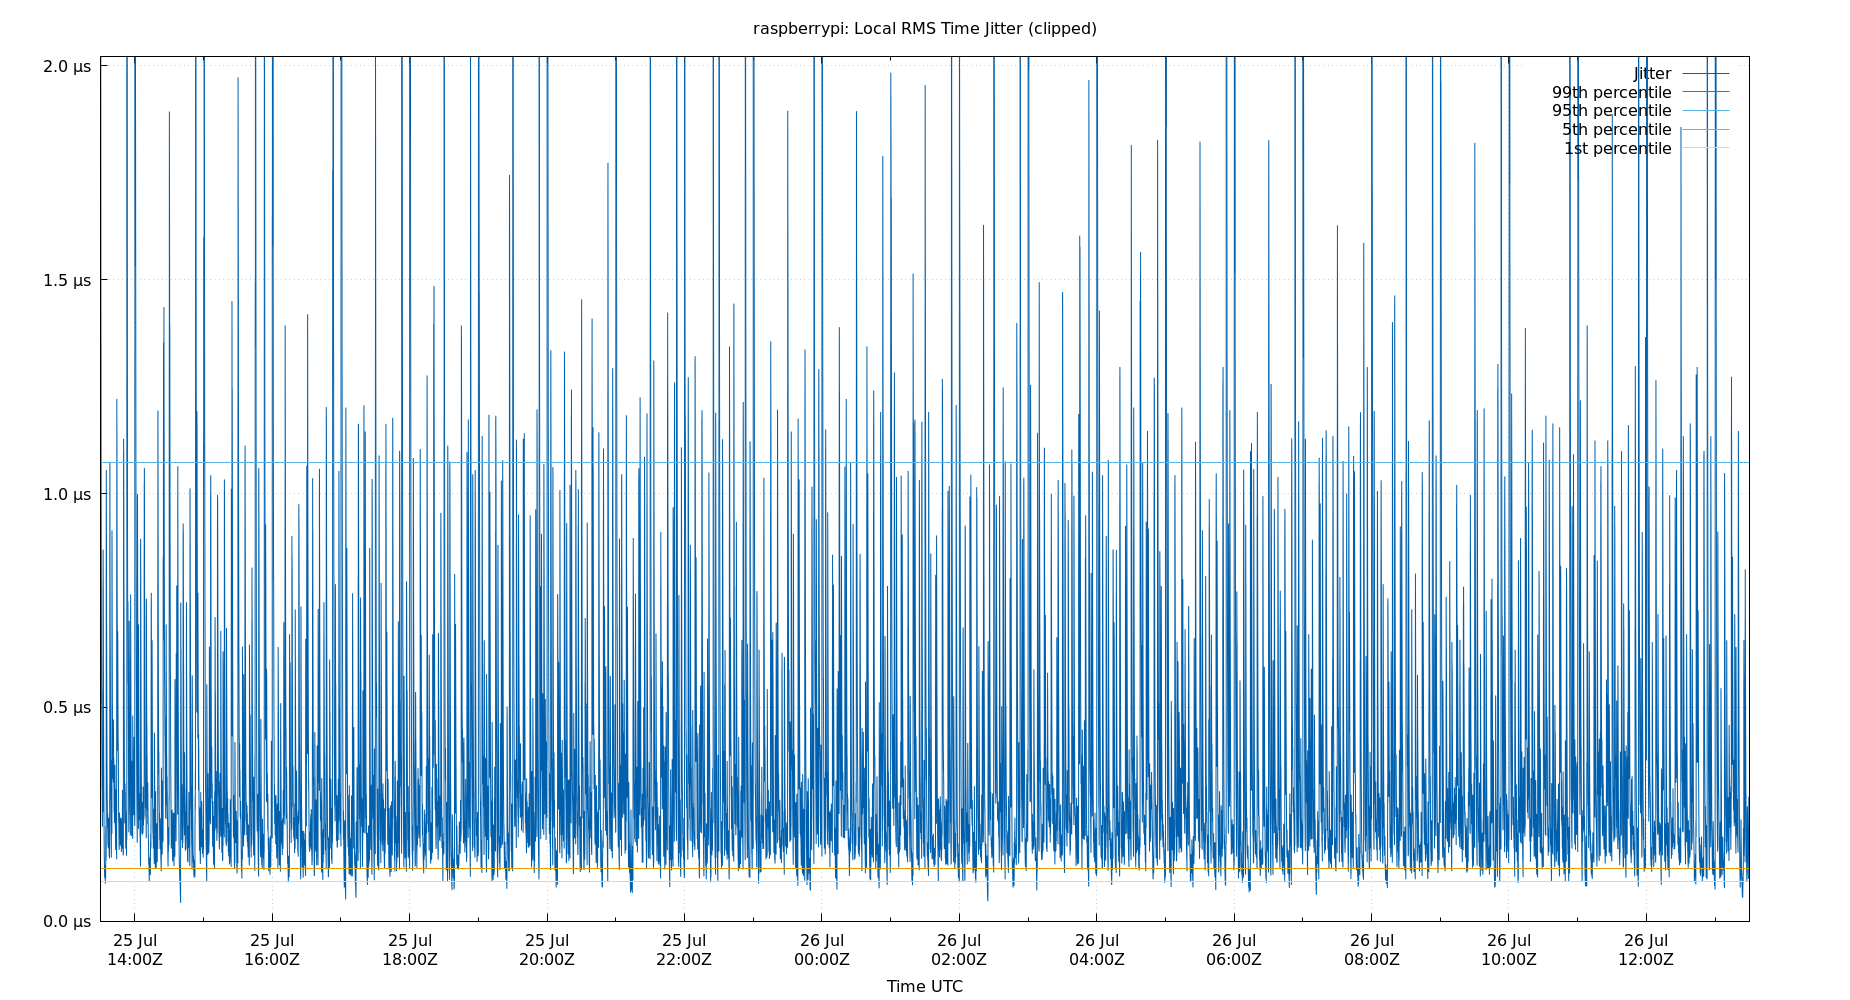 raspberrypi: Local RMS Time Jitter (clipped)
2.0 μs
1.5 μs
1.0 μs
0.5 μs
0.0 μs
Jitter
99th percentile
95th percentile
5th percentile
1st percentile
25 Jul 25 Jul 25 Jul 25 Jul 25 Jul 26 Jul 26 Jul 26 Jul 26 Jul 26 Jul 26 Jul 26 Jul
14:00Z 16:00Z 18:00Z 20:00Z 22:00Z 00:00Z 02:00Z 04:00Z 06:00Z 08:00Z 10:00Z 12:00Z
Time UTC